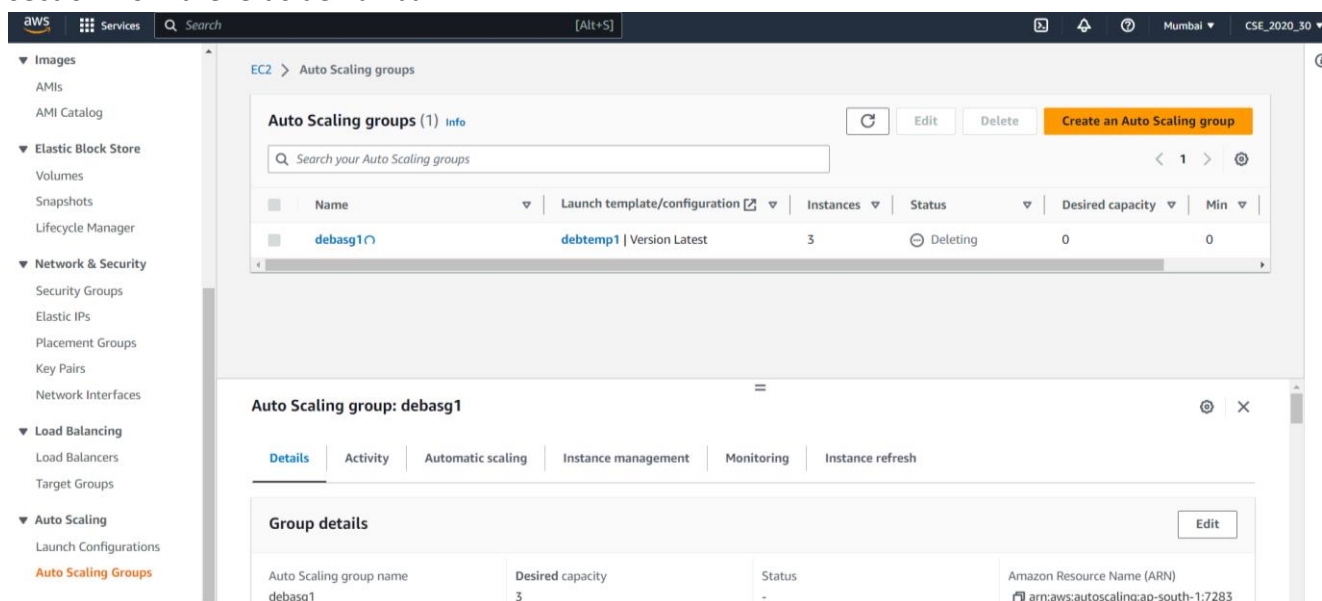 aws Services Search [Alt+S] Mumbai CSE_2020_30
Images
AMIs
AMI Catalog
Elastic Block Store
Volumes
Snapshots
Lifecycle Manager
Network & Security
Security Groups
Elastic IPs
Placement Groups
Key Pairs
Network Interfaces
Load Balancing
Load Balancers
Target Groups
Auto Scaling
Launch Configurations
Auto Scaling Groups
EC2 > Auto Scaling groups
Auto Scaling groups (1) Info Edit Delete Create an Auto Scaling group
Search your Auto Scaling groups < 1 >
Name Launch template/configuration Instances Status Desired capacity Min
debasg1 debtemp1 | Version Latest 3 Deleting 0 0
Auto Scaling group: debasg1
Details Activity Automatic scaling Instance management Monitoring Instance refresh
Group details Edit
Auto Scaling group name Desired capacity Status Amazon Resource Name (ARN)
debasg1 3 - arn:aws:autoscaling:ap-south-1:7283